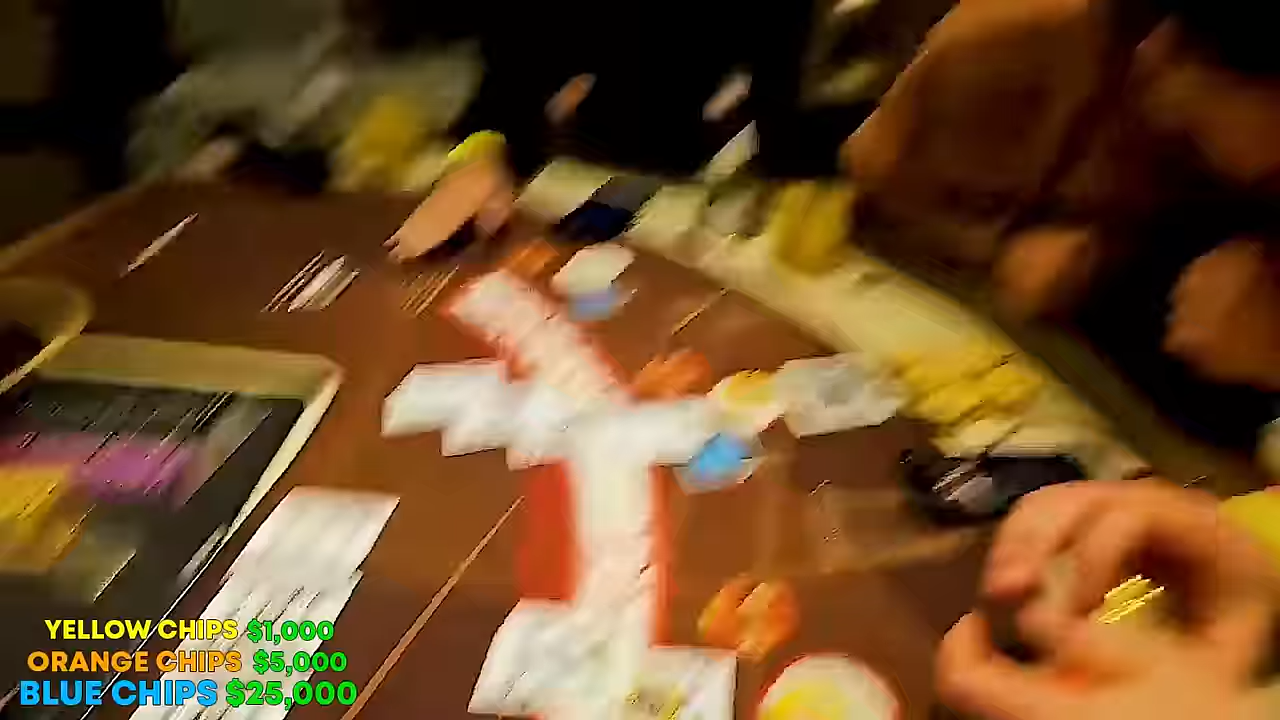 YELLOW CHIPS $1,000
ORANGE CHIPS $5,000
BLUE CHIPS $25,000